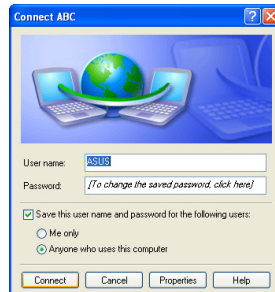 Connect ABC
User name: ASUS
Password: [To change the saved password, click here]
Save this user name and password for the following users:
Me only
Anyone who uses this computer
Connect Cancel Properties Help